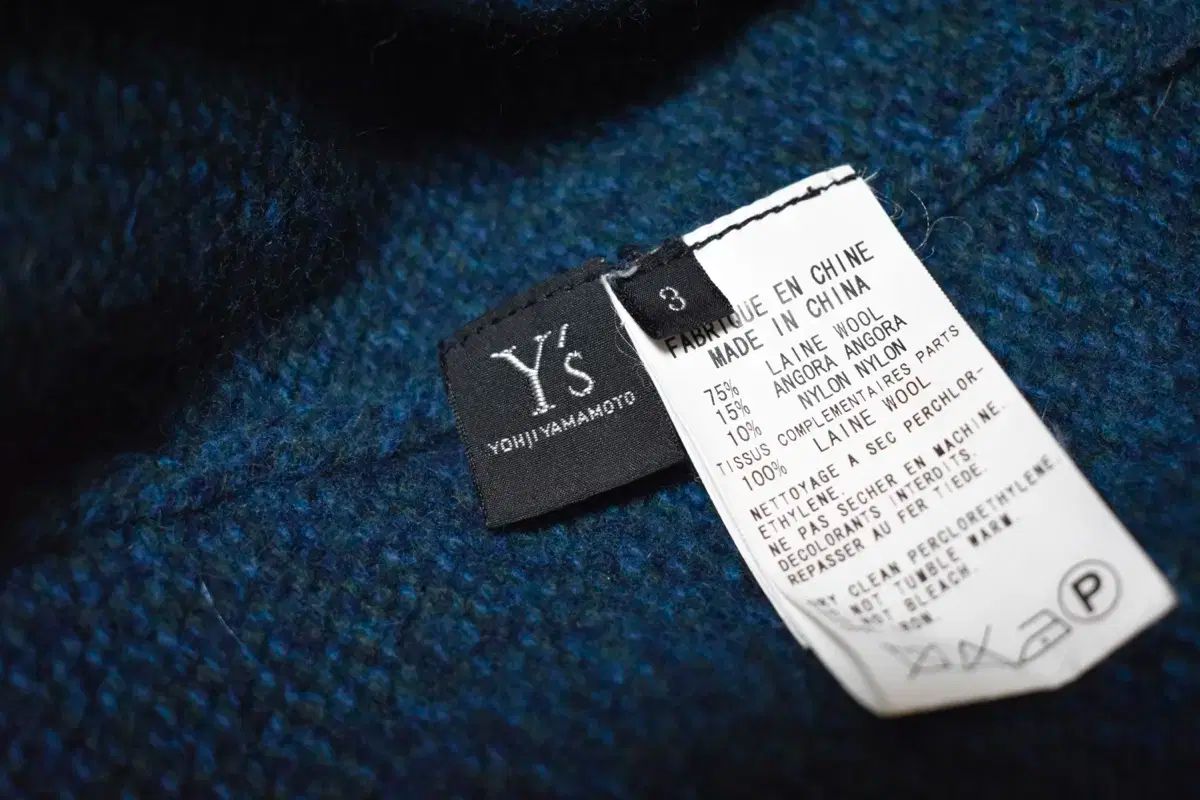 Y's
YOHJI YAMAMOTO
3
FABRIQUE EN CHINE
MADE IN CHINA
75% LAINE WOOL
15% ANGORA ANGORA
10% NYLON NYLON
TISSUS COMPLEMENTAIRES PARTS
100% LAINE WOOL
NETTOYAGE A SEC PERCHLOR-
ETHYLENE.
NE PAS SECHER EN MACHINE.
DECOLORANTS INTERDITS.
REPASSER AU FER TIEDE.
CLEAN PERCLORETHYLENE.
NOT TUMBLE WARM.
NOT BLEACH.
P